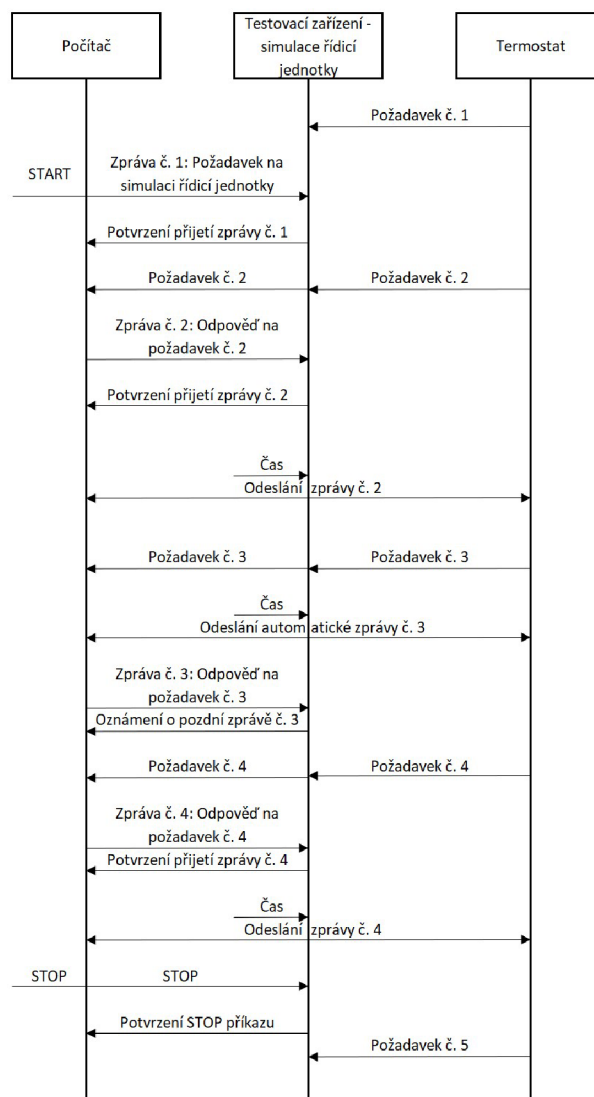 Počítač
Testovací zařízení -
simulace řídicí
jednotky
Termostat
Požadavek č. 1
START
Zpráva č. 1: Požadavek na
simulaci řídicí jednotky
Potvrzení přijetí zprávy č. 1
Požadavek č. 2
Požadavek č. 2
Zpráva č. 2: Odpověď na
požadavek č. 2
Potvrzení přijetí zprávy č. 2
Čas
Odeslání zprávy č. 2
Požadavek č. 3
Požadavek č. 3
Čas
Odeslání automatické zprávy č. 3
Zpráva č. 3: Odpověď na
požadavek č. 3
Oznámení o pozdní zprávě č. 3
Požadavek č. 4
Požadavek č. 4
Zpráva č. 4: Odpověď na
požadavek č. 4
Potvrzení přijetí zprávy č. 4
Čas
Odeslání zprávy č. 4
STOP
STOP
Potvrzení STOP příkazu
Požadavek č. 5